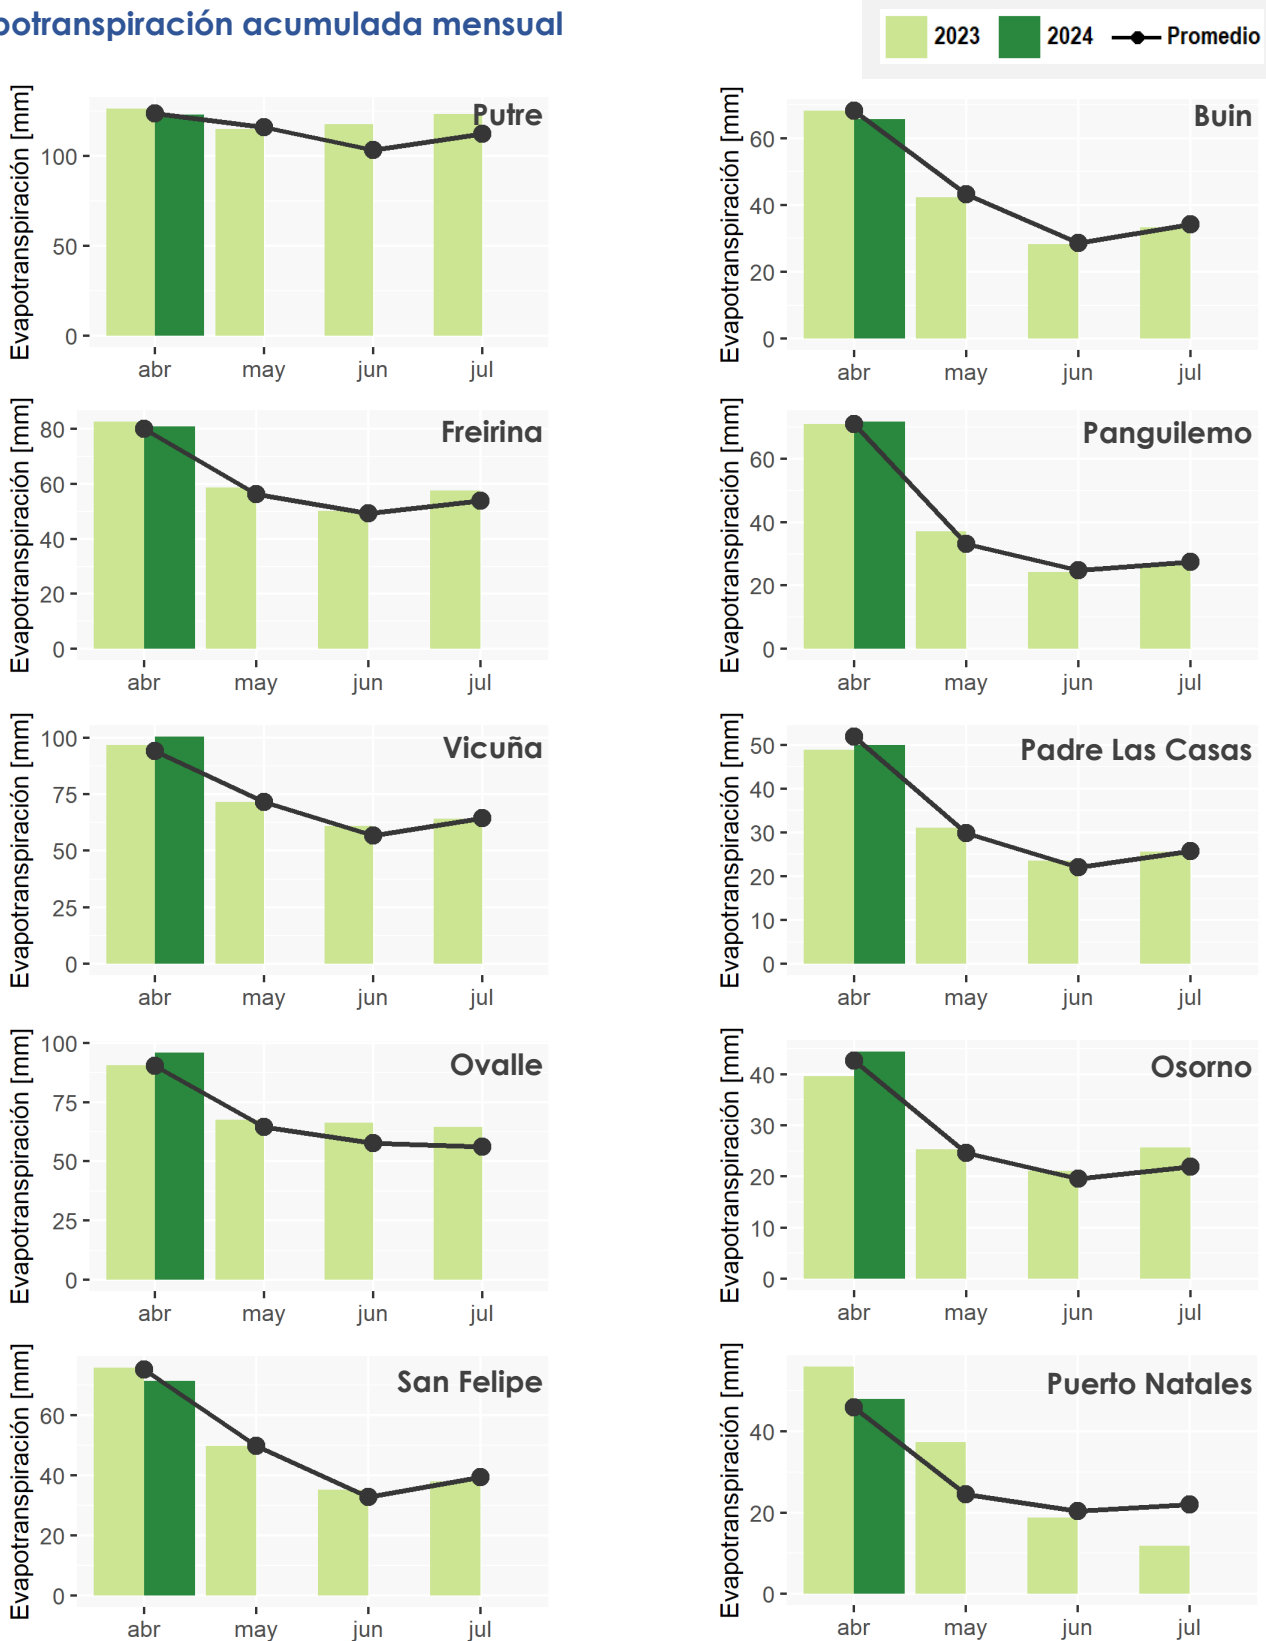 potranspiración acumulada mensual
2023 2024 Promedio
Putre
Evapotranspiración [mm]
100
50
0
abr may jun jul
Buin
Evapotranspiración [mm]
60
40
20
0
abr may jun jul
Freirina
Evapotranspiración [mm]
80
60
40
20
0
abr may jun jul
Panguilemo
Evapotranspiración [mm]
60
40
20
0
abr may jun jul
Vicuña
Evapotranspiración [mm]
100
75
50
25
0
abr may jun jul
Padre Las Casas
Evapotranspiración [mm]
50
40
30
20
10
0
abr may jun jul
Ovalle
Evapotranspiración [mm]
100
75
50
25
0
abr may jun jul
Osorno
Evapotranspiración [mm]
40
30
20
10
0
abr may jun jul
San Felipe
Evapotranspiración [mm]
60
40
20
0
abr may jun jul
Puerto Natales
Evapotranspiración [mm]
40
20
0
abr may jun jul